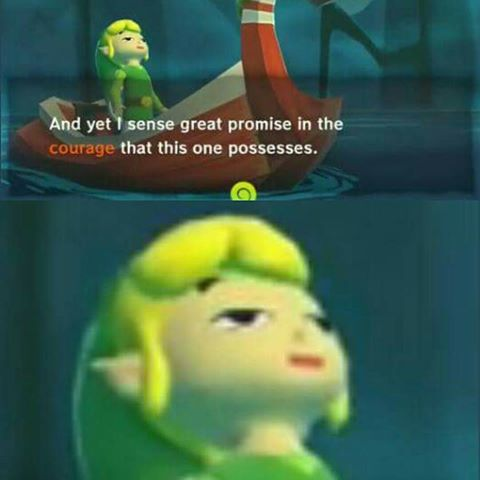 And yet I sense great promise in the
courage that this one possesses.